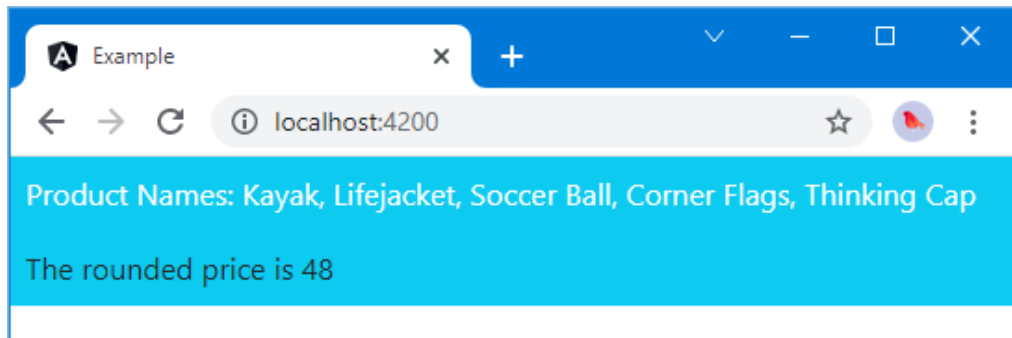 Example
localhost:4200
Product Names: Kayak, Lifejacket, Soccer Ball, Corner Flags, Thinking Cap
The rounded price is 48